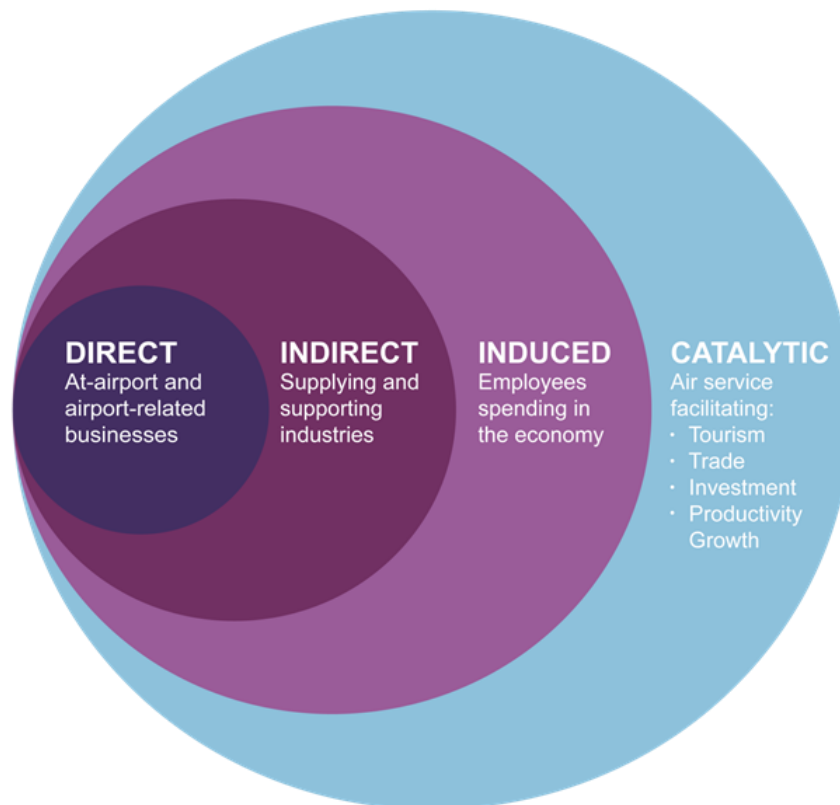 DIRECT
At-airport and
airport-related
businesses
INDIRECT
Supplying and
supporting
industries
INDUCED
Employees
spending in
the economy
CATALYTIC
Air service
facilitating:
· Tourism
· Trade
· Investment
· Productivity
Growth